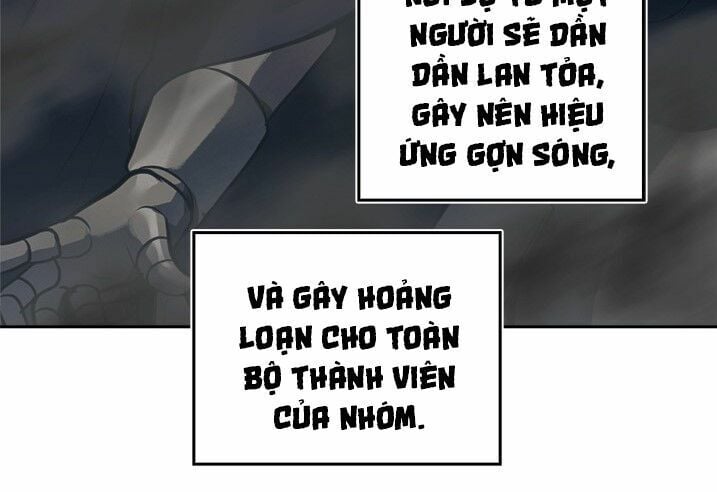 NGƯỜI SẼ DẦN
DẦN LAN TỎA,
GÂY NÊN HIỆU
ỨNG GỢN SÓNG,
VÀ GÂY HOẢNG
LOẠN CHO TOÀN
BỘ THÀNH VIÊN
CỦA NHÓM.